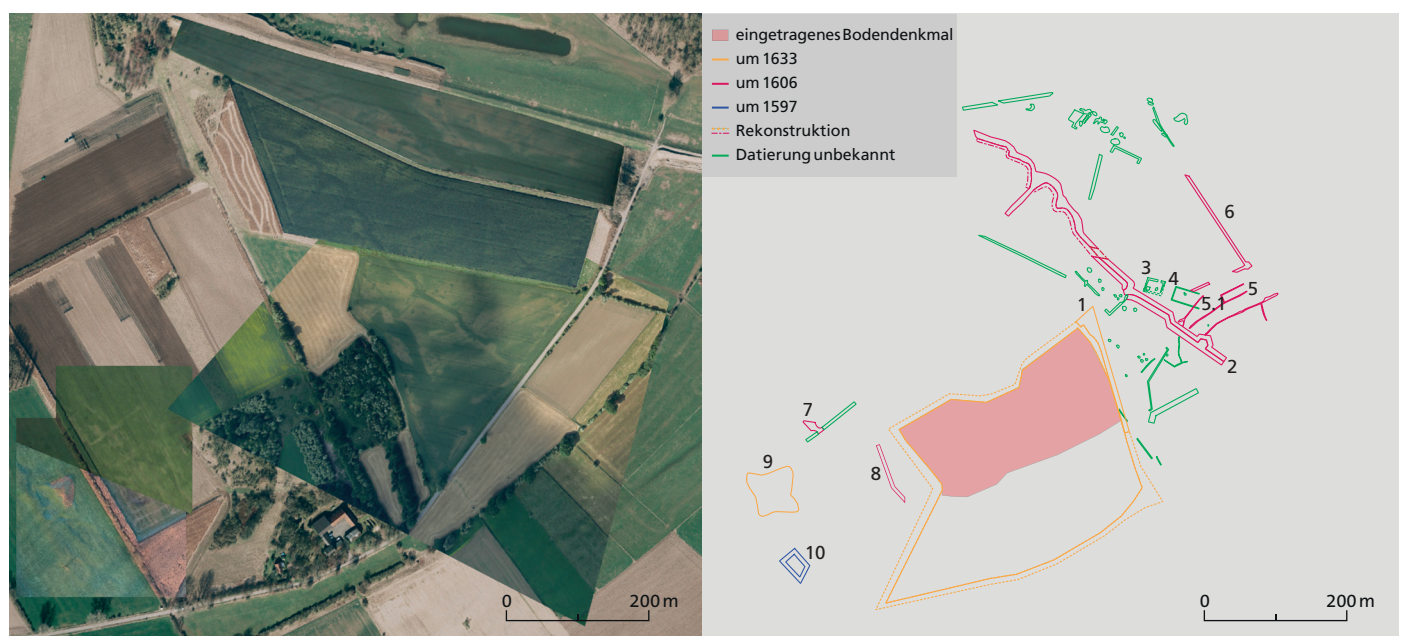 0 200 m
eingetragenes Bodendenkmal
um 1633
um 1606
um 1597
Rekonstruktion
Datierung unbekannt
6
3
4
5
5.1
1
2
7
8
9
10
0 200 m